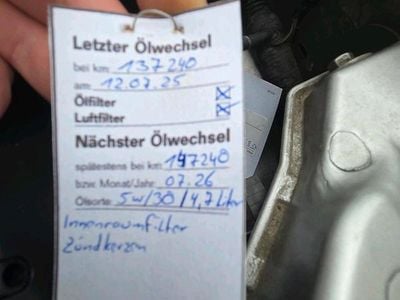 Letzter Ölwechsel
bei km 137240
am 12.07.25
Ölfilter
Luftfilter
Nächster Ölwechsel
spätestens bei km 147240
bzw. Monat/Jahr 07.26
Ölsorte 5w/30 / 4,7 Liter
Innenraumfilter
Zündkerzen